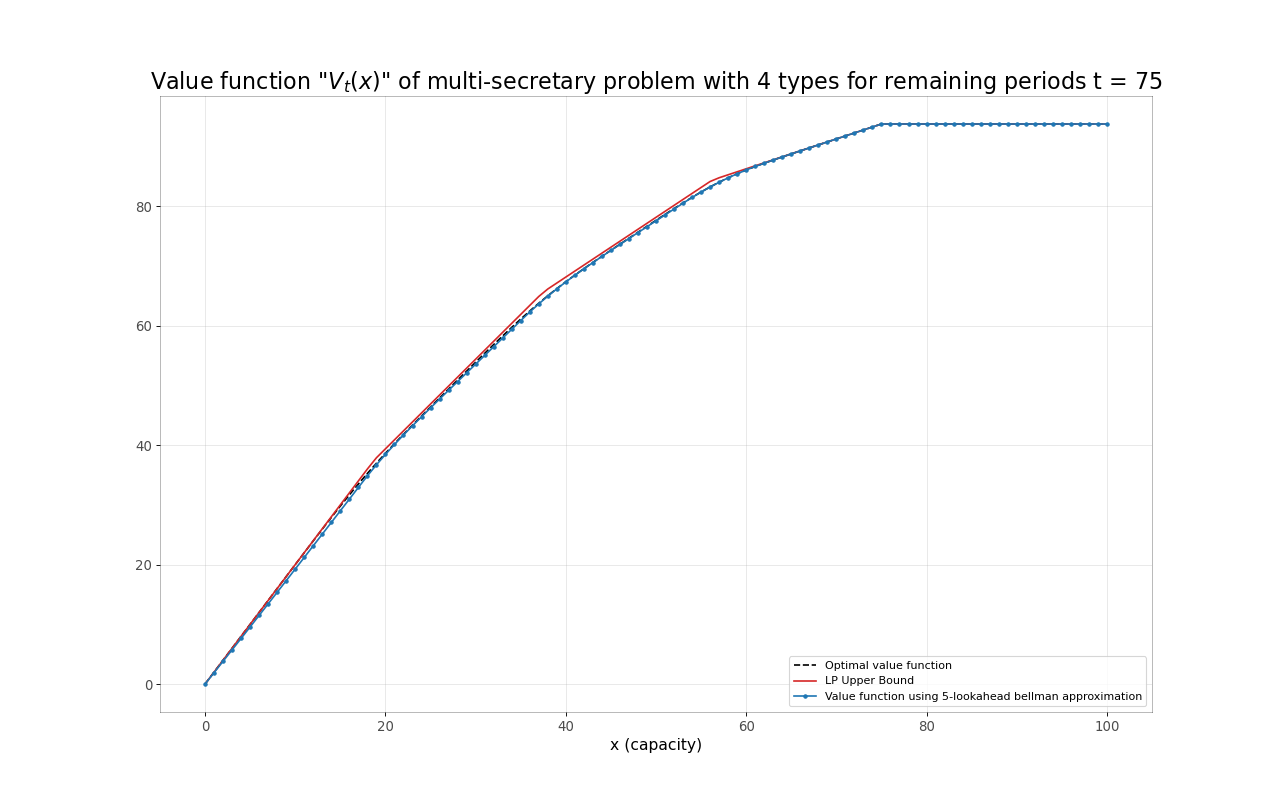 Value function "V_t(x)" of multi-secretary problem with 4 types for remaining periods t = 75
80
60
40
20
0
Optimal value function
LP Upper Bound
Value function using 5-lookahead bellman approximation
0 20 40 60 80 100
x (capacity)